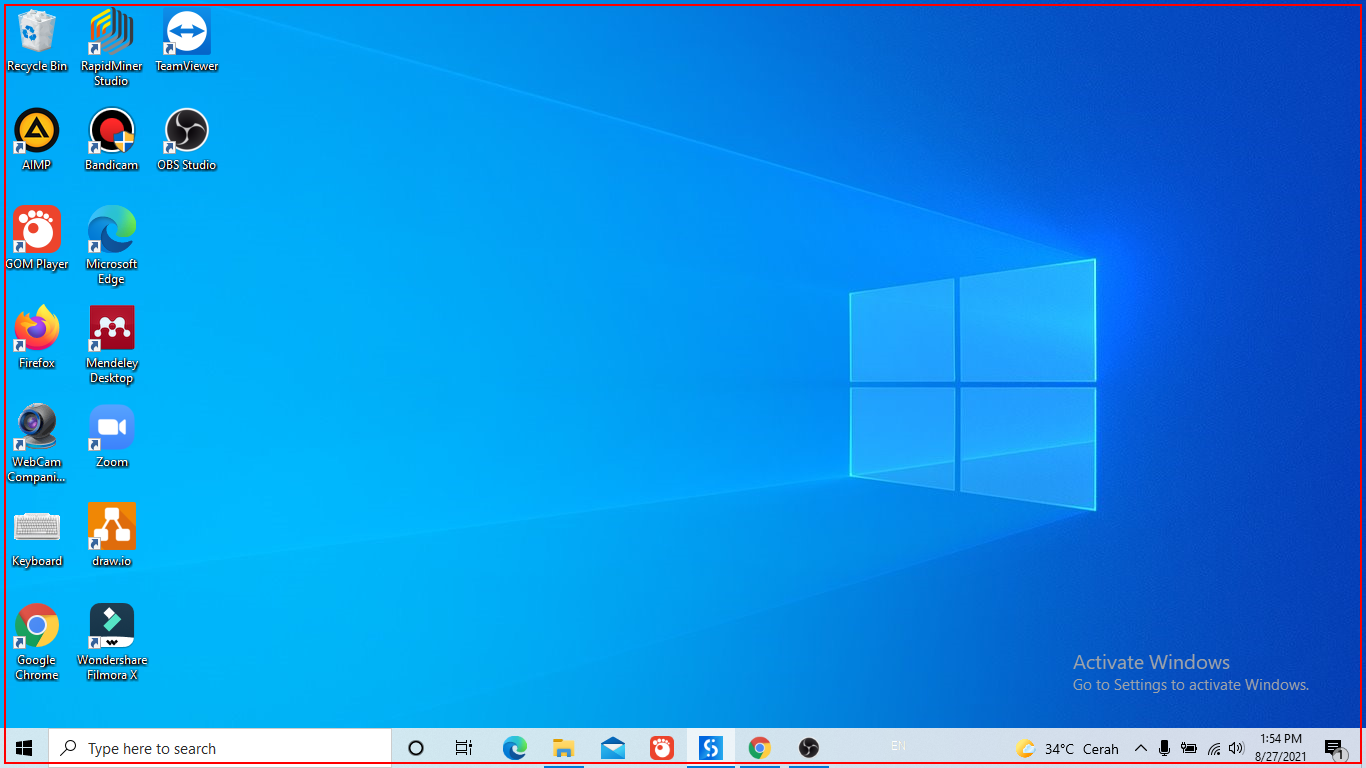 Recycle Bin
RapidMiner
Studio
TeamViewer
AIMP
Bandicam
OBS Studio
GOM Player
Microsoft
Edge
Firefox
Mendeley
Desktop
WebCam
Compani...
Zoom
Keyboard
draw.io
Google
Chrome
Wondershare
Filmora X
Activate Windows
Go to Settings to activate Windows.
Type here to search
EN
34°C Cerah
1:54 PM
8/27/2021
1